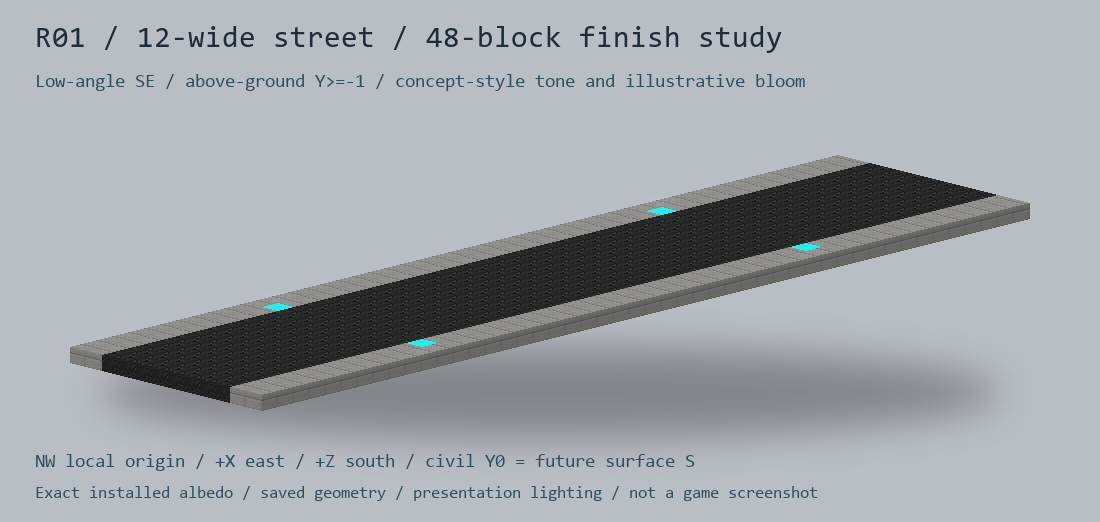 R01 / 12-wide street / 48-block finish study
Low-angle SE / above-ground Y>=-1 / concept-style tone and illustrative bloom
NW local origin / +X east / +Z south / civil Y0 = future surface S
Exact installed albedo / saved geometry / presentation lighting / not a game screenshot